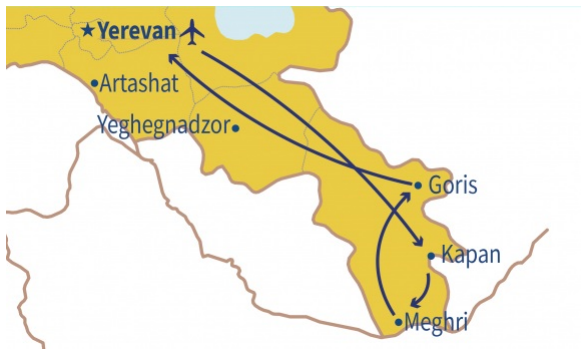 Yerevan
Artashat
Yeghegnadzor
Goris
Kapan
Meghri